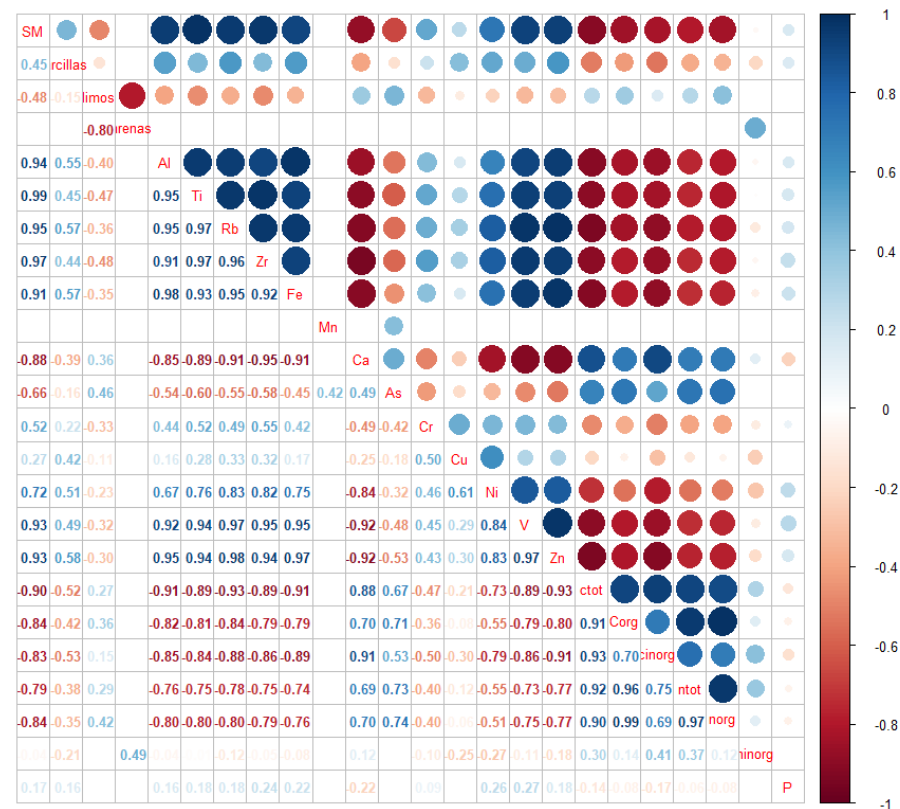 SM 1
0.45 rcillas 0.8
-0.48 -0.15 limos
-0.80 renas 0.6
0.94 0.55 -0.40 Al
0.99 0.45 -0.47 0.95 Ti 0.4
0.95 0.57 -0.36 0.95 0.97 Rb
0.97 0.44 -0.48 0.91 0.97 0.96 Zr
0.91 0.57 -0.35 0.98 0.93 0.95 0.92 Fe 0.2
Mn
-0.88 -0.39 0.36 -0.85 -0.89 -0.91 -0.95 -0.91 Ca
-0.66 -0.16 0.46 -0.54 -0.60 -0.55 -0.58 -0.45 0.42 0.49 As 0
0.52 0.22 -0.33 0.44 0.52 0.49 0.55 0.42 -0.49 -0.42 Cr
0.27 0.42 -0.11 0.16 0.28 0.33 0.32 0.17 -0.25 -0.18 0.50 Cu
0.72 0.51 -0.23 0.67 0.76 0.83 0.82 0.75 -0.84 -0.32 0.46 0.61 Ni -0.2
0.93 0.49 -0.32 0.92 0.94 0.97 0.95 0.95 -0.92 -0.48 0.45 0.29 0.84 V
0.93 0.58 -0.30 0.95 0.94 0.98 0.94 0.97 -0.92 -0.53 0.43 0.30 0.83 0.97 Zn -0.4
-0.90 -0.52 0.27 -0.91 -0.89 -0.93 -0.89 -0.91 0.88 0.67 -0.47 -0.21 -0.73 -0.89 -0.93 ctot
-0.84 -0.42 0.36 -0.82 -0.81 -0.84 -0.79 -0.79 0.70 0.71 -0.36 -0.08 -0.55 -0.79 -0.80 0.91 Corg
-0.83 -0.53 0.15 -0.85 -0.84 -0.88 -0.86 -0.89 0.91 0.53 -0.50 -0.30 -0.79 -0.86 -0.91 0.93 0.70 cinorg -0.6
-0.79 -0.38 0.29 -0.76 -0.75 -0.78 -0.75 -0.74 0.69 0.73 -0.40 -0.12 -0.55 -0.73 -0.77 0.92 0.96 0.75 ntot
-0.84 -0.35 0.42 -0.80 -0.80 -0.80 -0.79 -0.76 0.70 0.74 -0.40 -0.06 -0.51 -0.75 -0.77 0.90 0.99 0.69 0.97 norg -0.8
-0.21 0.49 -0.12 -0.08 0.12 -0.10 -0.25 -0.27 -0.11 -0.18 0.30 0.14 0.41 0.37 0.12 ninorg
0.17 0.16 0.16 0.18 0.18 0.24 0.22 -0.22 0.09 0.26 0.27 0.18 -0.14 -0.08 -0.17 -0.08 P -1